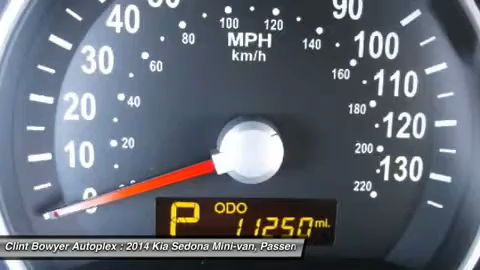 40 90
100 120
80 140
MPH
km/h
30 60 160 100
110
20 40 180 120
10 20 200 130
0 220
P ODO 11250 mi.
Clint Bowyer Autoplex : 2014 Kia Sedona Mini-van, Passen